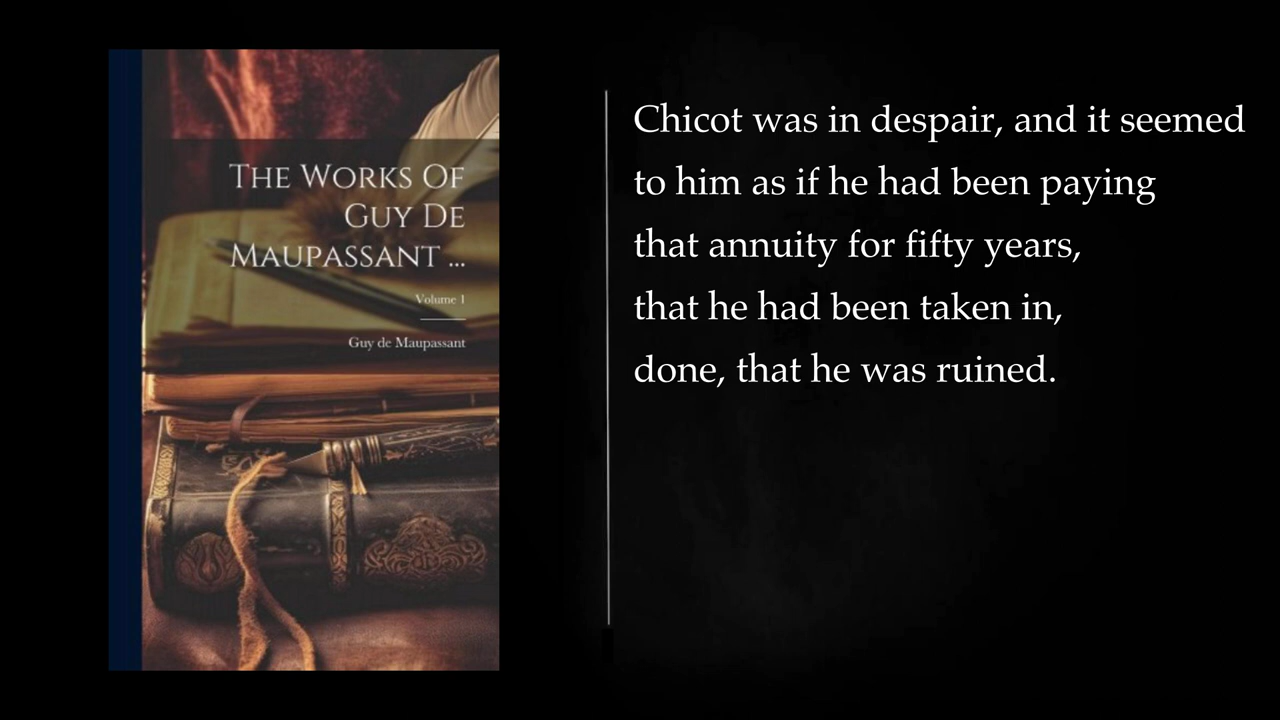 The Works Of
Guy De
Maupassant ...
Volume 1
Guy de Maupassant
Chicot was in despair, and it seemed
to him as if he had been paying
that annuity for fifty years,
that he had been taken in,
done, that he was ruined.